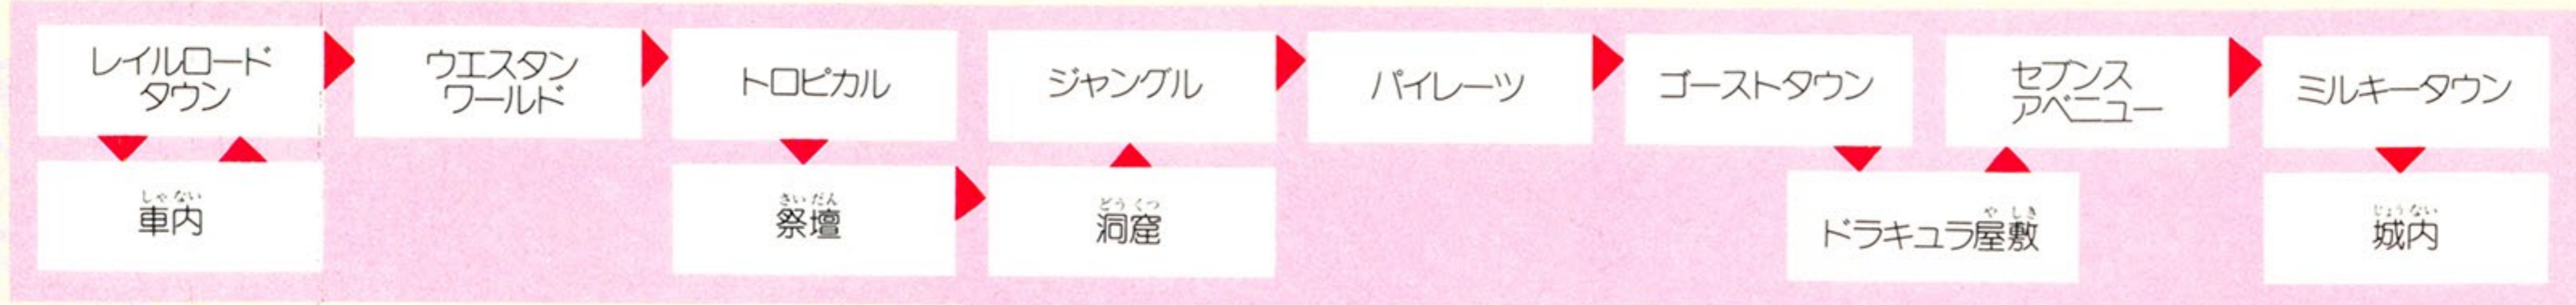 レイルロード
タウン
ウエスタン
ワールド
トロピカル
ジャングル
パイレーツ
ゴーストタウン
セブンス
アベニュー
ミルキータウン
しゃない
車内
さいだん
祭壇
どうくつ
洞窟
やしき
ドラキュラ屋敷
じょうない
城内